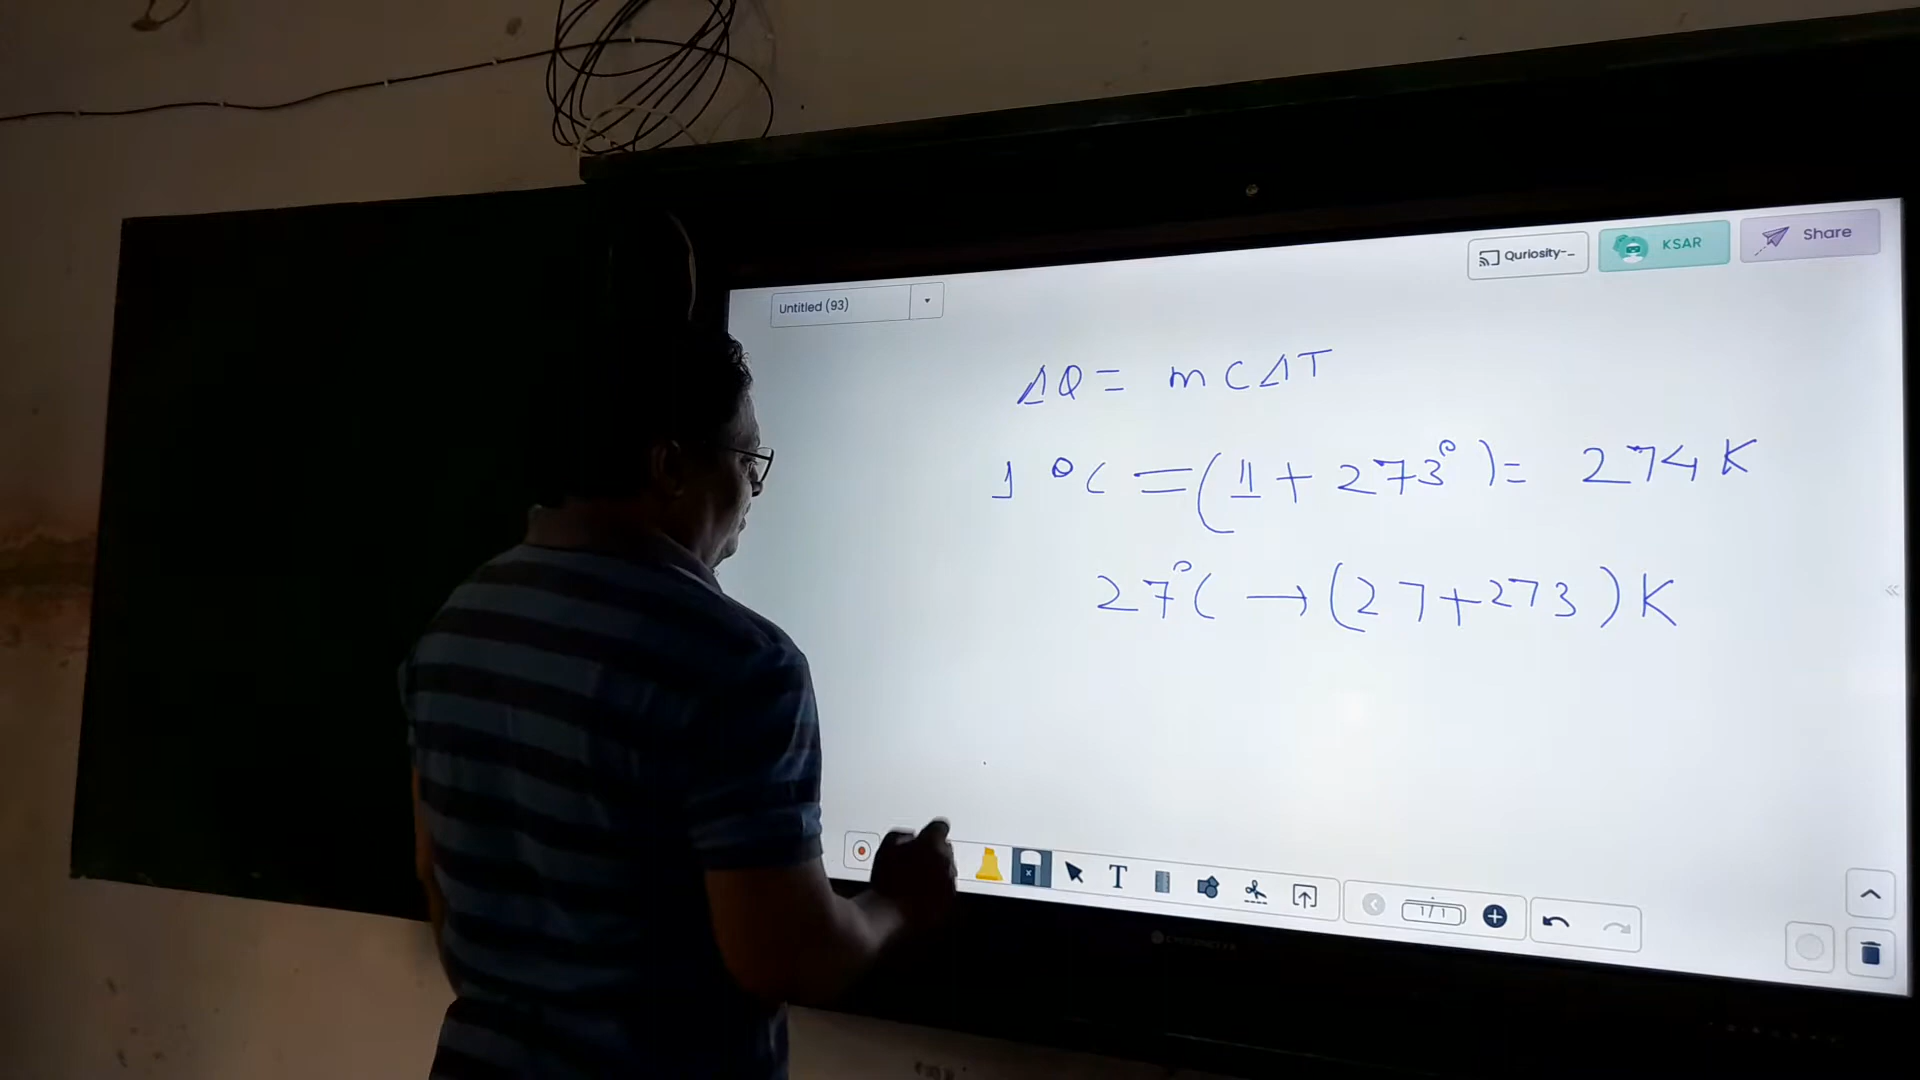 Quriosity-_
KSAR
Share
Untitled (93)
ΔQ = mCΔT
1 °C = (1 + 273°) = 274 K
27°C → (27+273) K
T
1 / 1